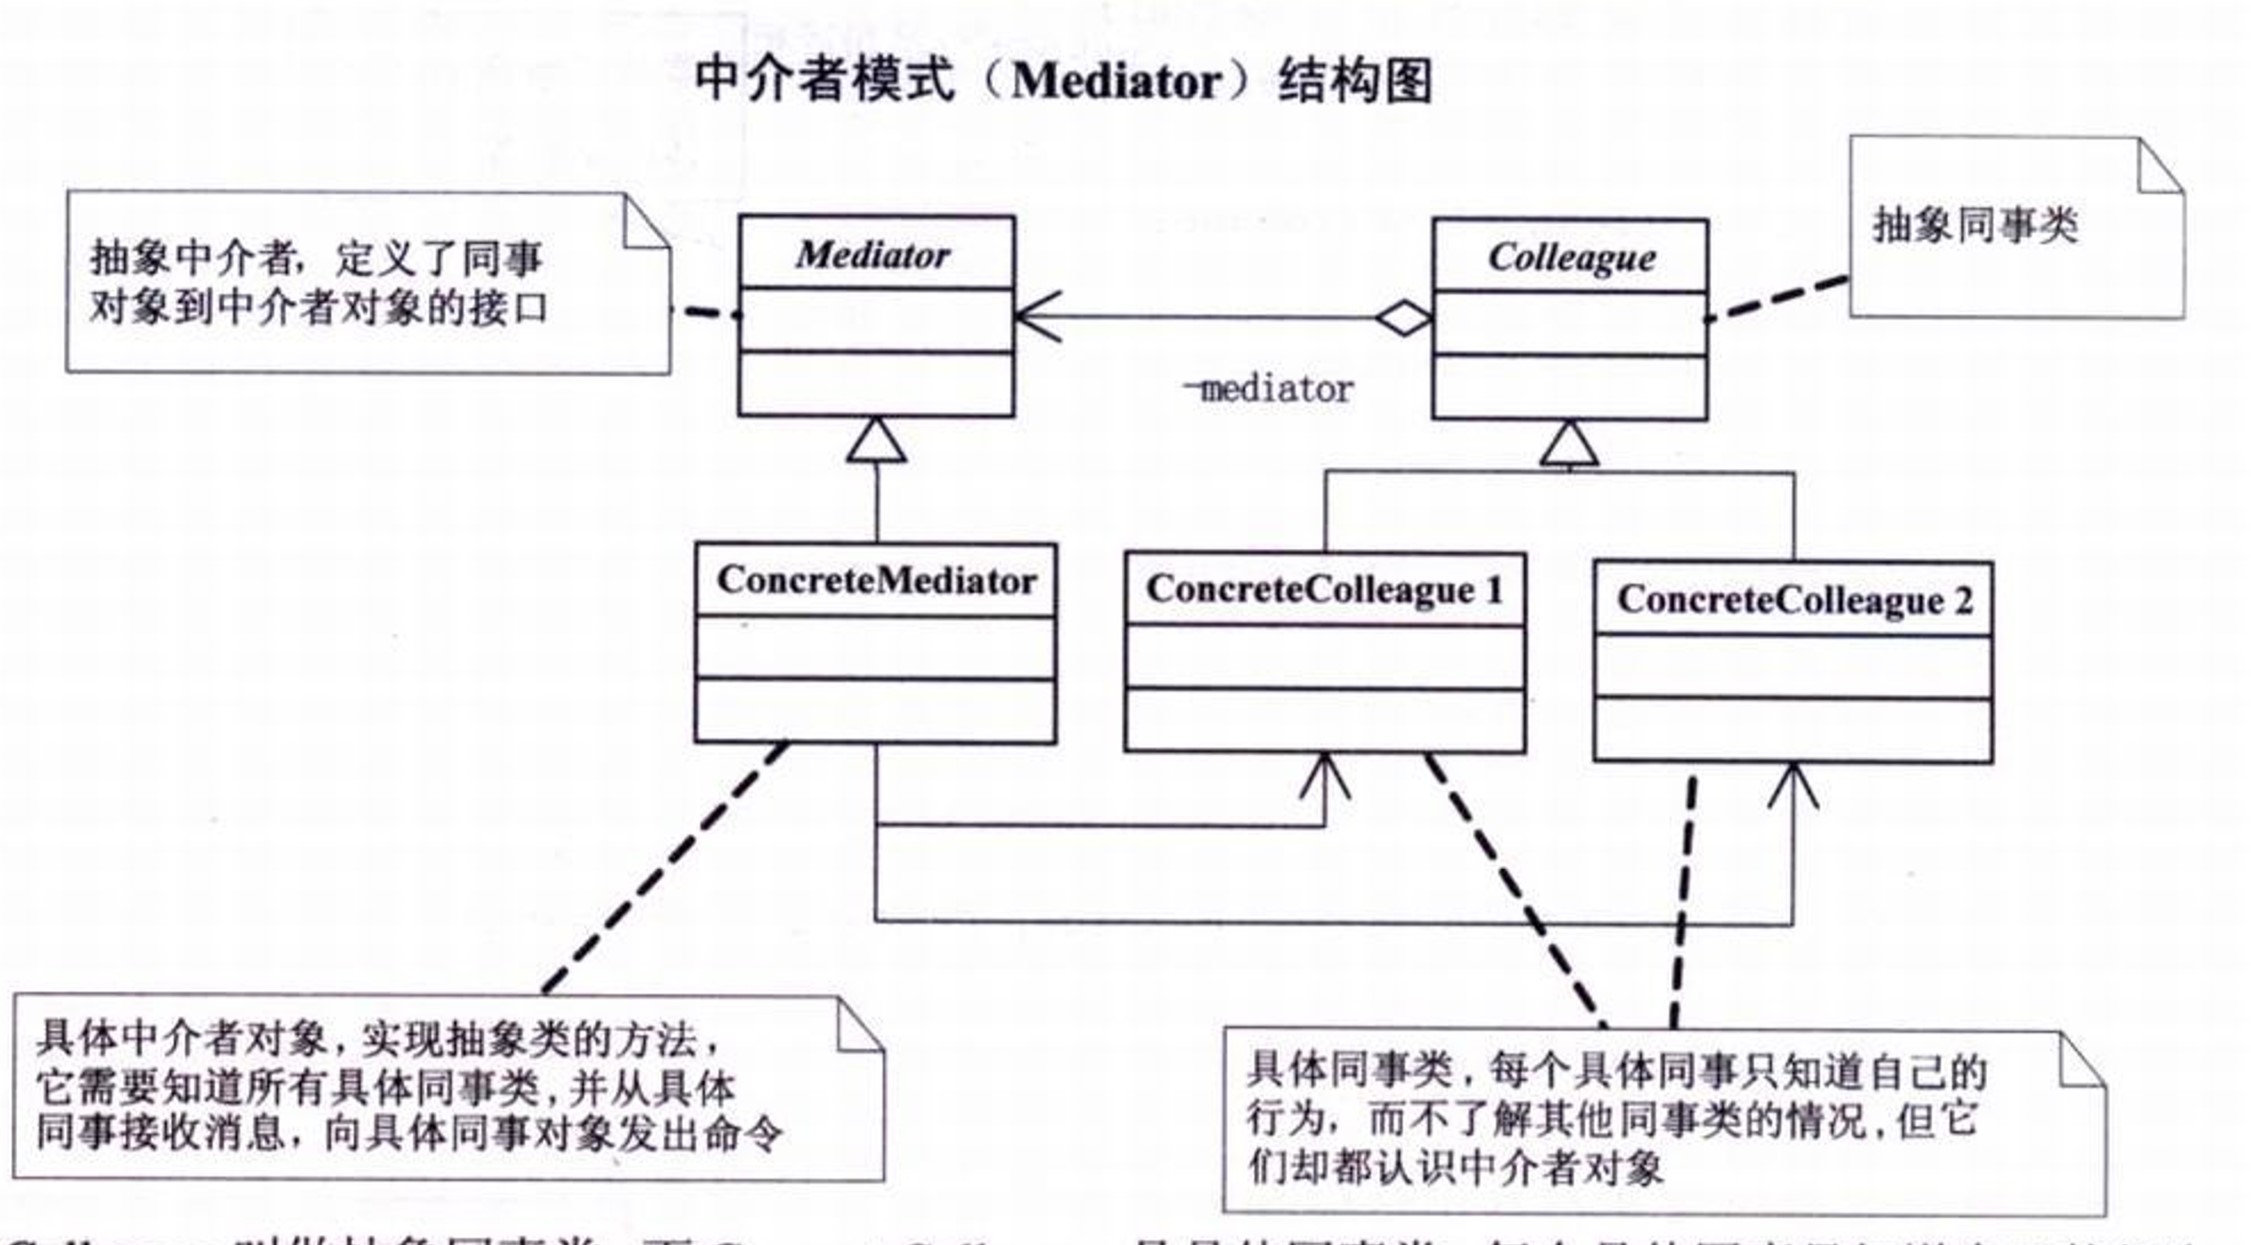 中介者模式（Mediator）结构图
抽象中介者，定义了同事
对象到中介者对象的接口
Mediator
Colleague
抽象同事类
-mediator
ConcreteMediator
ConcreteColleague 1
ConcreteColleague 2
具体中介者对象，实现抽象类的方法，
它需要知道所有具体同事类，并从具体
同事接收消息，向具体同事对象发出命令
具体同事类，每个具体同事只知道自己的
行为，而不了解其他同事类的情况，但它
们却都认识中介者对象